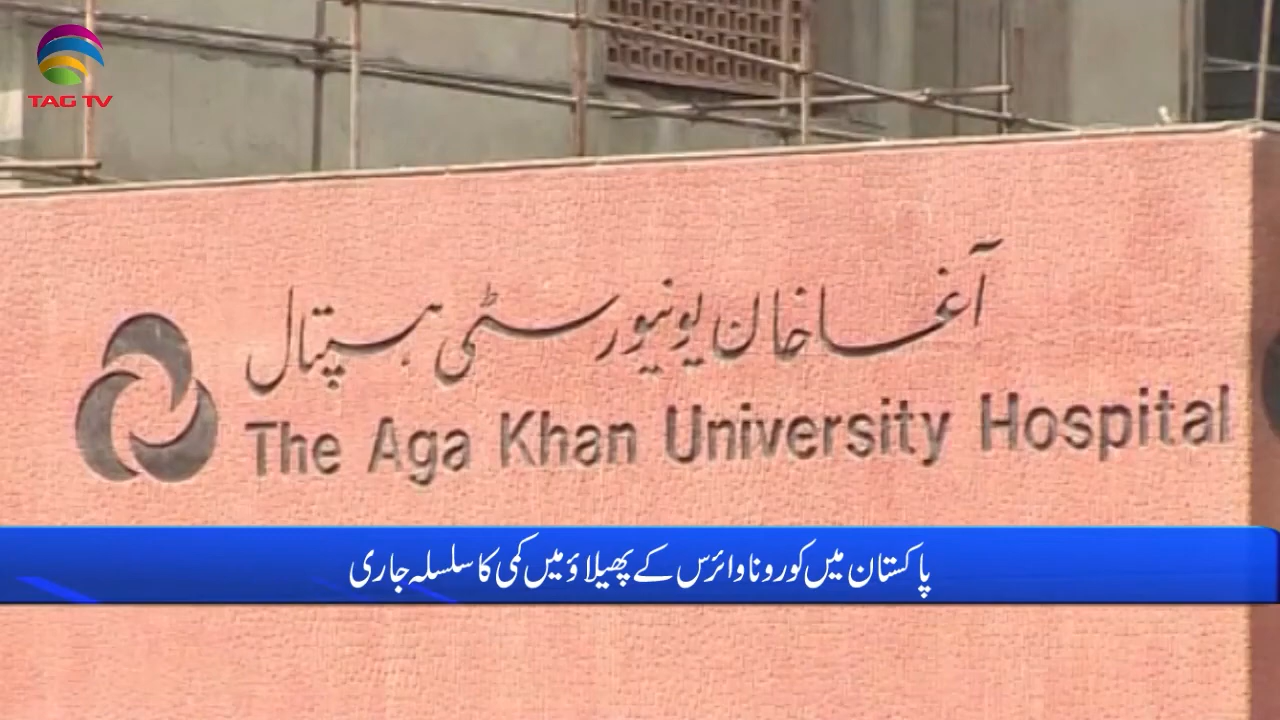 TAG TV
آغا خان یونیورسٹی ہسپتال
The Aga Khan University Hospital
پاکستان میں کورونا وائرس کے پھیلاؤ میں کمی کا سلسلہ جاری